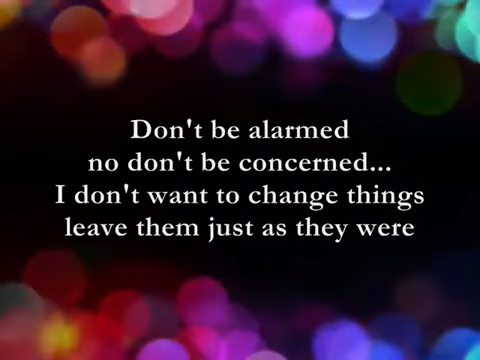 Don't be alarmed
no don't be concerned...
I don't want to change things
leave them just as they were